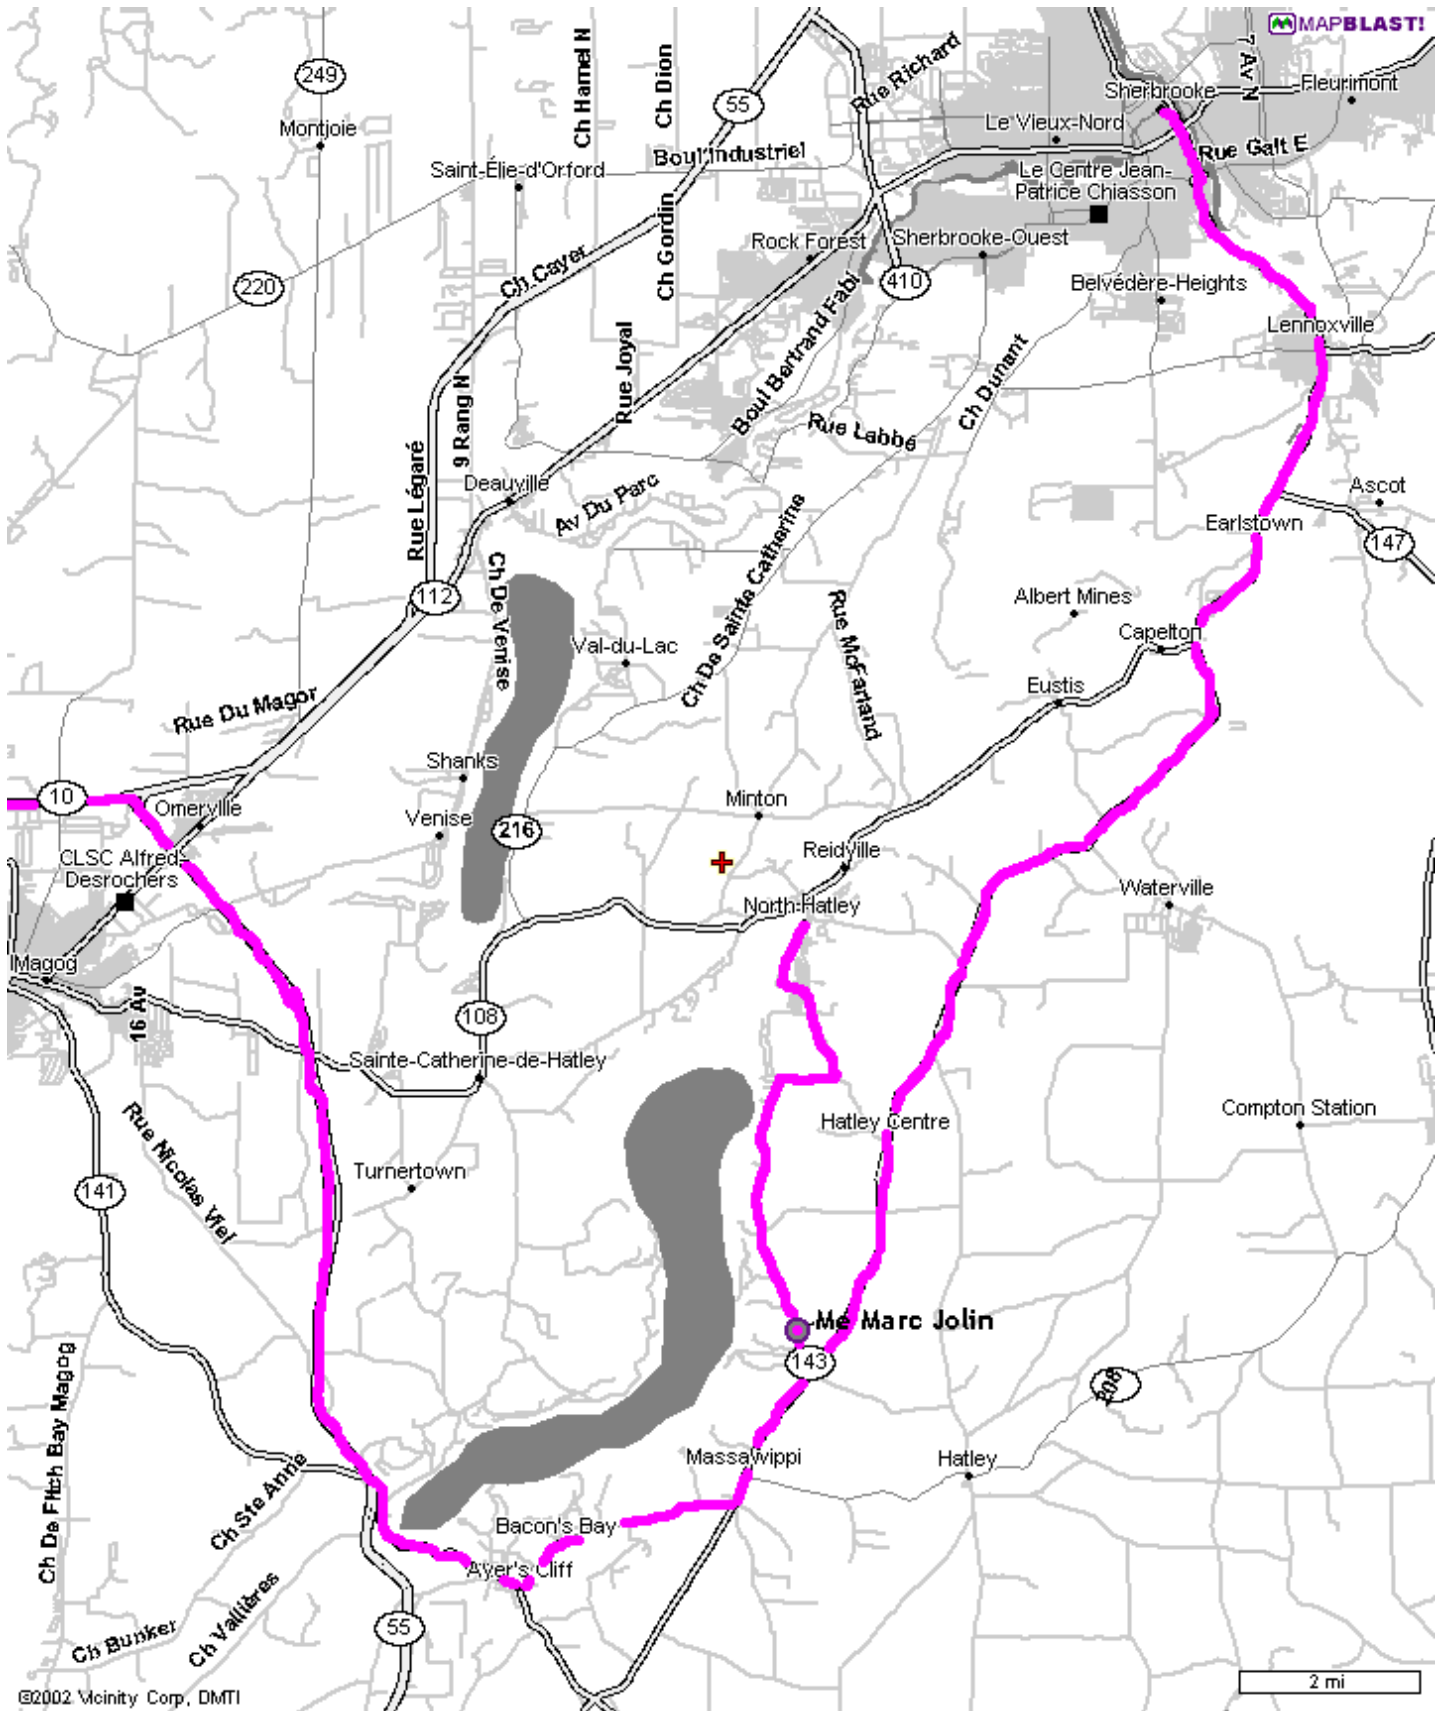 MAPBLAST!
7 Av N
Sherbrooke
Fleurimont
249
Ch Hamel N
Ch Dion
Rue Richard
55
Montjoie
Le Vieux-Nord
Rue Galt E
Boul Industriel
Saint-Élie-d'Orford
Le Centre Jean-
Patrice Chiasson
Ch Gordin
Rock Forest
Sherbrooke-Ouest
Ch Cayer
220
410
Belvédère-Heights
Boul Bertrand Fabi
Lennoxville
Rue Joyal
Ch Dunant
9 Rang N
Rue Labbé
Rue Légaré
Deauville
Av Du Parc
Ascot
Earlstown
147
Ch De Sainte Catherine
Ch De Venise
112
Albert Mines
Rue McFarland
Capelton
Val-du-Lac
Eustis
Rue Du Magor
Shanks
10
Omerville
Minton
Venise
216
CLSC Alfred-
Desrochers
Reidville
Waterville
North-Hatley
Magog
16 Av
108
Sainte-Catherine-de-Hatley
Rue Nicolas Viel
Hatley Centre
Compton Station
Turnertown
141
Me Marc Jolin
143
208
Ch De Fitch Bay Magog
Massawippi
Hatley
Ch Ste Anne
Bacon's Bay
Ayer's Cliff
Ch Vallières
Ch Bunker
55
2 mi
©2002 Vicinity Corp, DMTI